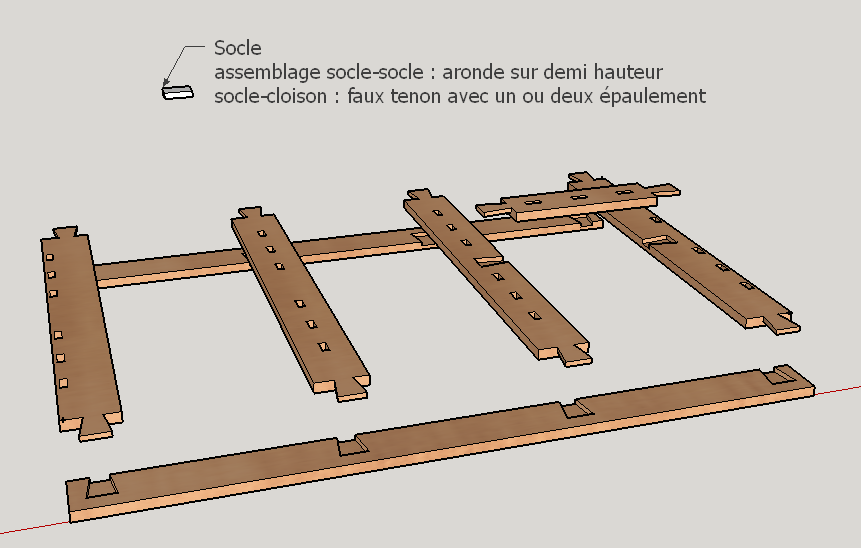 Socle
assemblage socle-socle : aronde sur demi hauteur
socle-cloison : faux tenon avec un ou deux épaulement